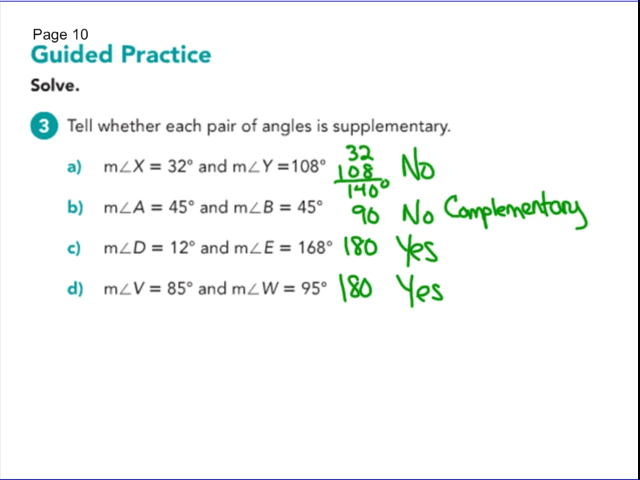 Page 10
Guided Practice
Solve.
3 Tell whether each pair of angles is supplementary.
32
a) m∠X = 32° and m∠Y =108° 108 No
140°
b) m∠A = 45° and m∠B = 45° 90 No Complementary
c) m∠D = 12° and m∠E = 168° 180 Yes
d) m∠V = 85° and m∠W = 95° 180 Yes